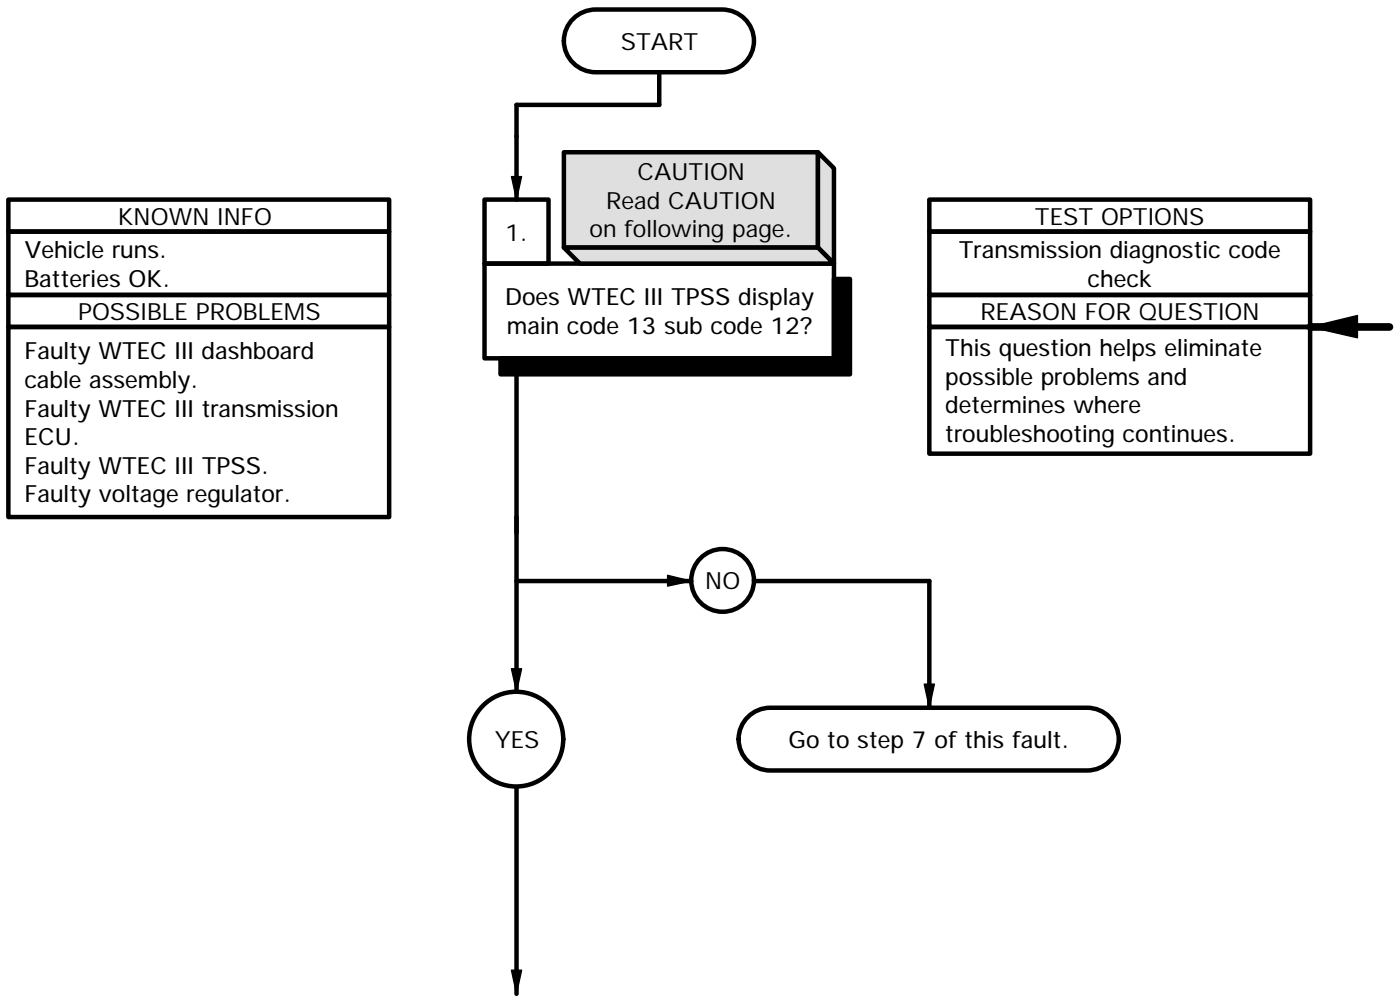 START
KNOWN INFO
Vehicle runs.
Batteries OK.
POSSIBLE PROBLEMS
Faulty WTEC III dashboard
cable assembly.
Faulty WTEC III transmission
ECU.
Faulty WTEC III TPSS.
Faulty voltage regulator.
1.
CAUTION
Read CAUTION
on following page.
Does WTEC III TPSS display
main code 13 sub code 12?
TEST OPTIONS
Transmission diagnostic code
check
REASON FOR QUESTION
This question helps eliminate
possible problems and
determines where
troubleshooting continues.
NO
YES
Go to step 7 of this fault.